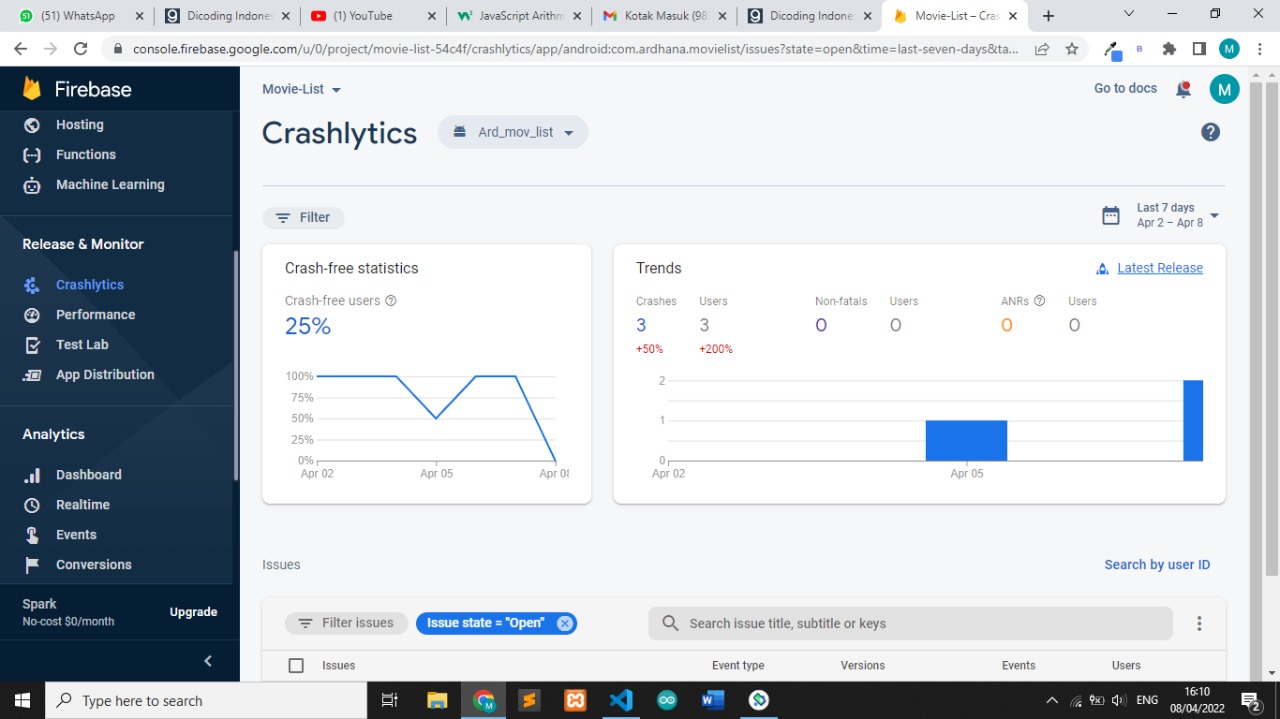 (51) WhatsApp
Dicoding Indones
(1) YouTube
JavaScript Arithm
Kotak Masuk (98
Dicoding Indones
Movie-List – Cras
console.firebase.google.com/u/0/project/movie-list-54c4f/crashlytics/app/android:com.ardhana.movielist/issues?state=open&time=last-seven-days&ta...
Firebase
Hosting
Functions
Machine Learning
Release & Monitor
Crashlytics
Performance
Test Lab
App Distribution
Analytics
Dashboard
Realtime
Events
Conversions
Spark
No-cost $0/month
Upgrade
Movie-List
Go to docs
M
Crashlytics
Ard_mov_list
Filter
Last 7 days
Apr 2 – Apr 8
Crash-free statistics
Crash-free users
25%
100%
75%
50%
25%
0%
Apr 02
Apr 05
Apr 08
Trends
Latest Release
Crashes
Users
Non-fatals
Users
ANRs
Users
3
3
0
0
0
0
+50%
+200%
2
1
0
Apr 02
Apr 05
Issues
Search by user ID
Filter issues
Issue state = "Open"
Search issue title, subtitle or keys
Issues
Event type
Versions
Events
Users
Type here to search
ENG
16:10
08/04/2022
2